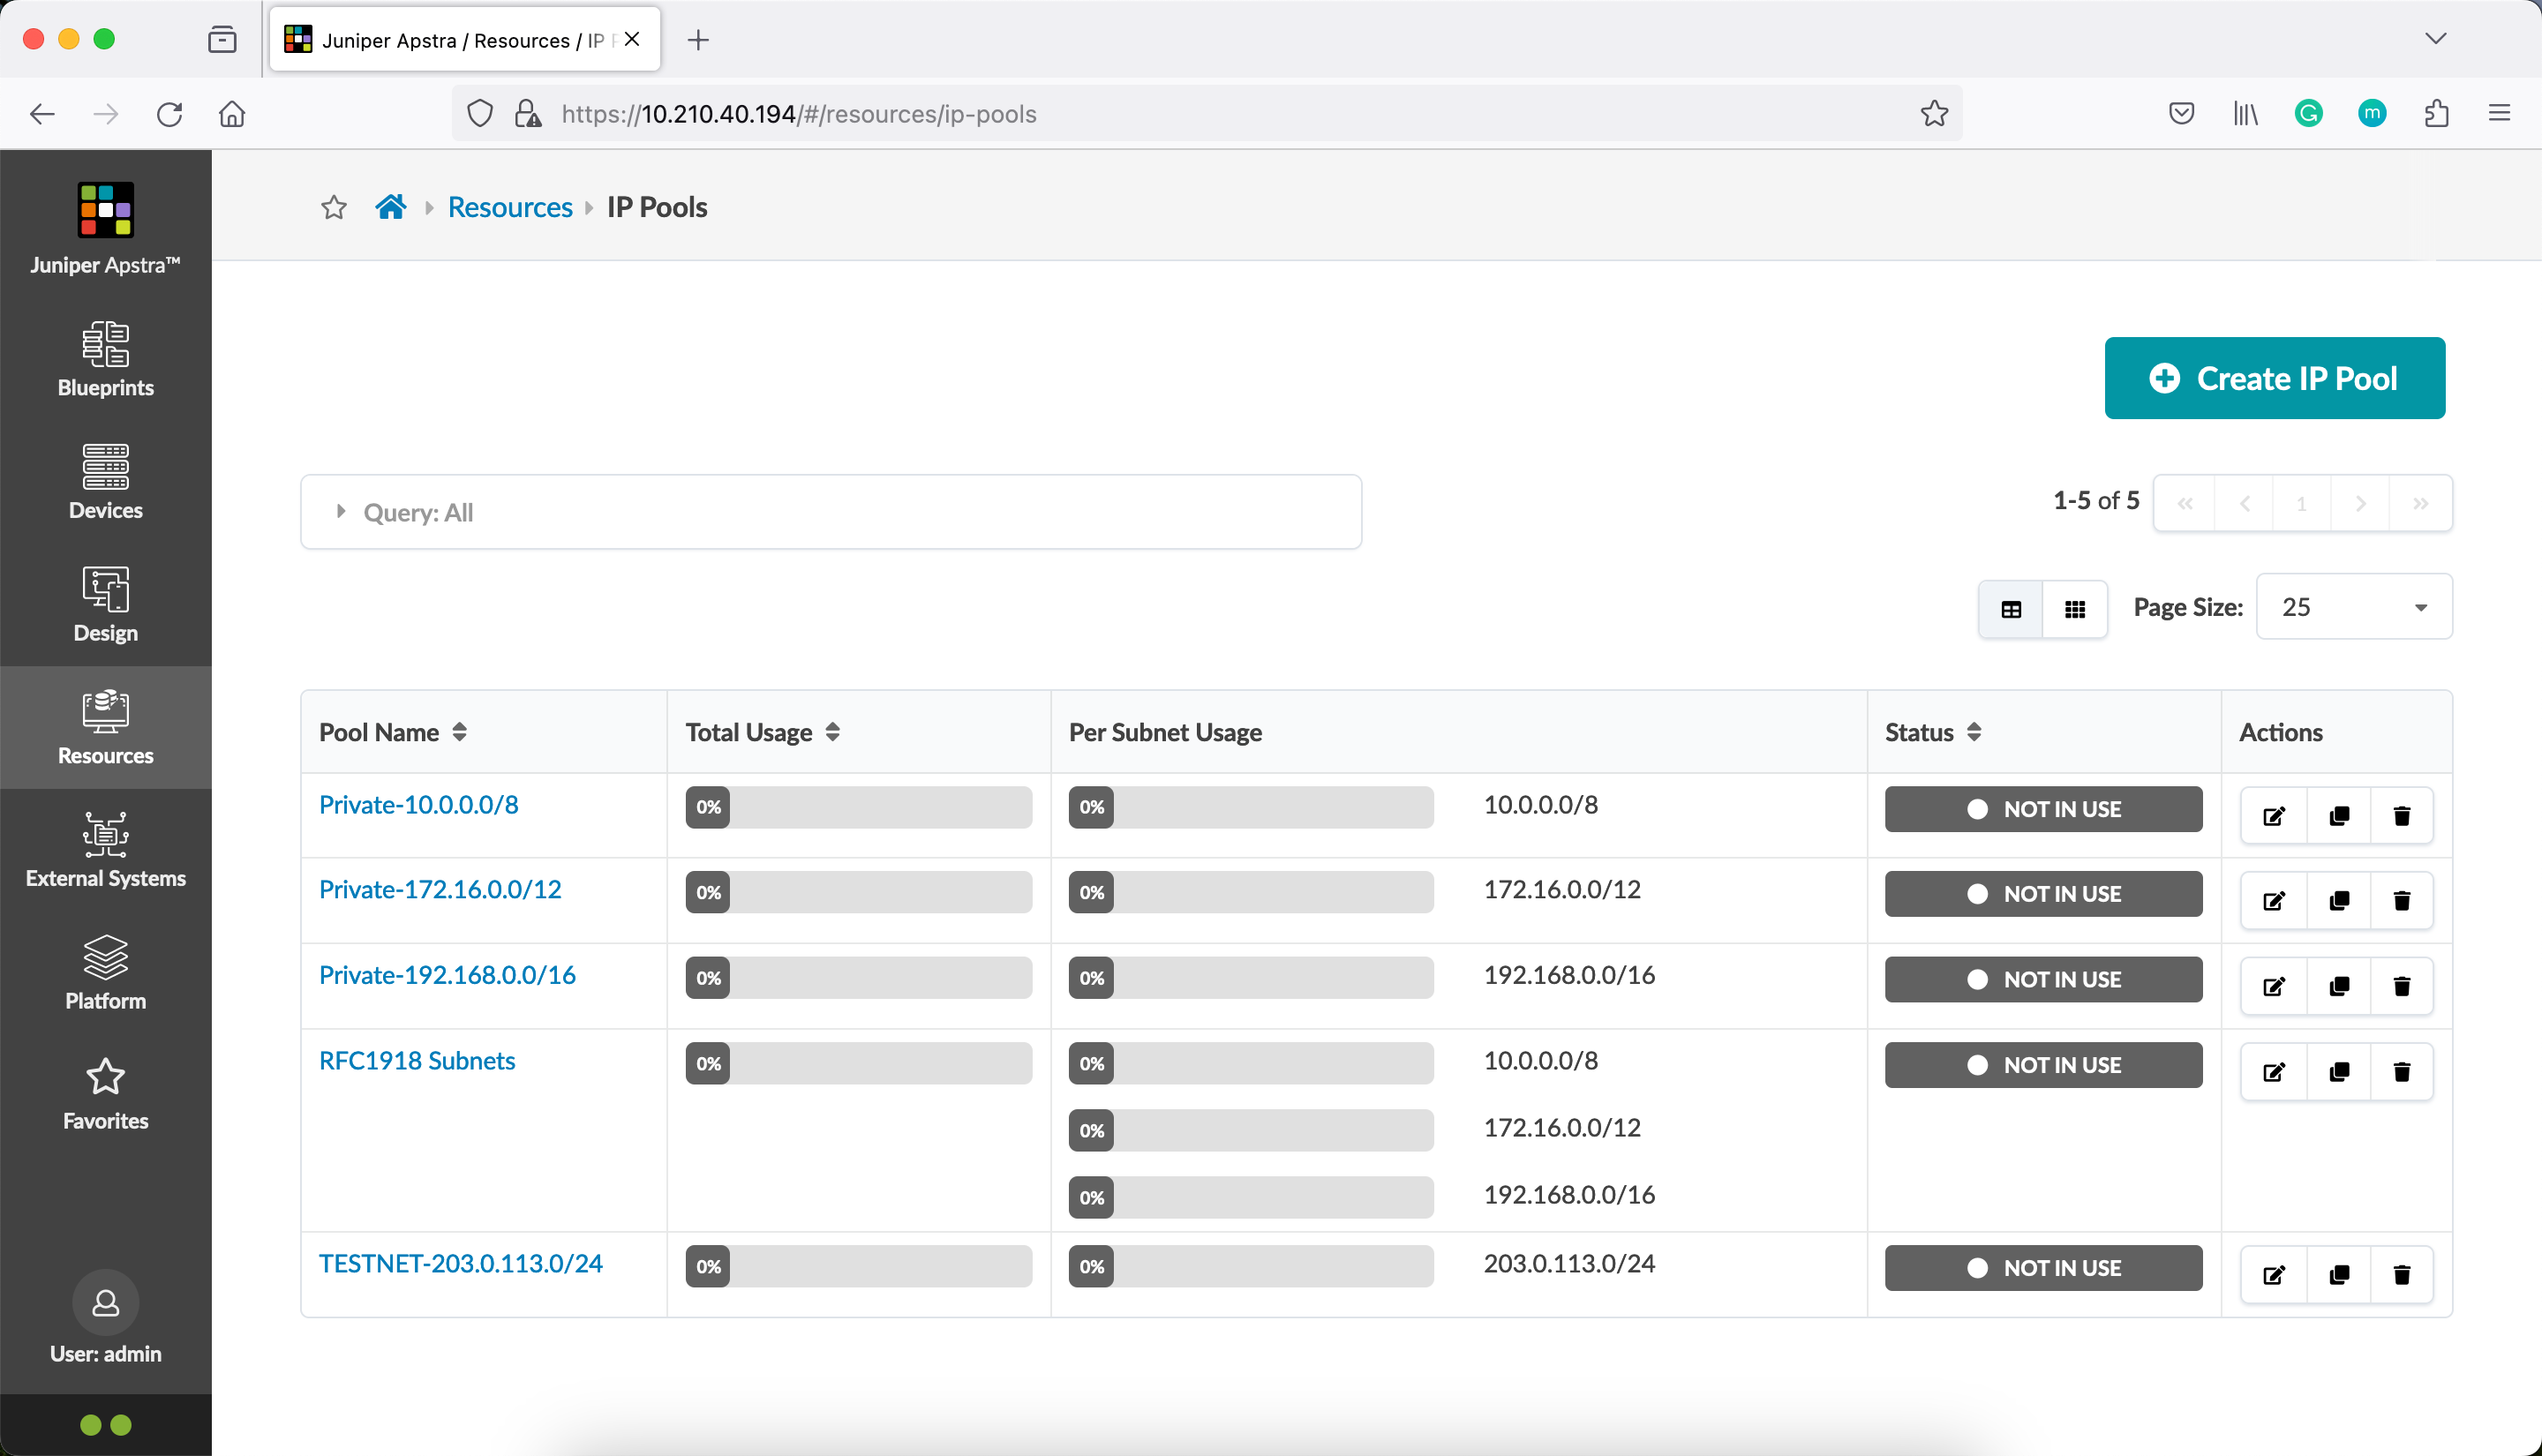 Juniper Apstra / Resources / IP P
https://10.210.40.194/#/resources/ip-pools
Juniper Apstra™
Blueprints
Devices
Design
Resources
External Systems
Platform
Favorites
User: admin
Resources IP Pools
Create IP Pool
Query: All
1-5 of 5 1
Page Size: 25
Pool Name Total Usage Per Subnet Usage Status Actions
Private-10.0.0.0/8 0% 0% 10.0.0.0/8 NOT IN USE
Private-172.16.0.0/12 0% 0% 172.16.0.0/12 NOT IN USE
Private-192.168.0.0/16 0% 0% 192.168.0.0/16 NOT IN USE
RFC1918 Subnets 0% 0% 10.0.0.0/8 NOT IN USE
0% 172.16.0.0/12
0% 192.168.0.0/16
TESTNET-203.0.113.0/24 0% 0% 203.0.113.0/24 NOT IN USE